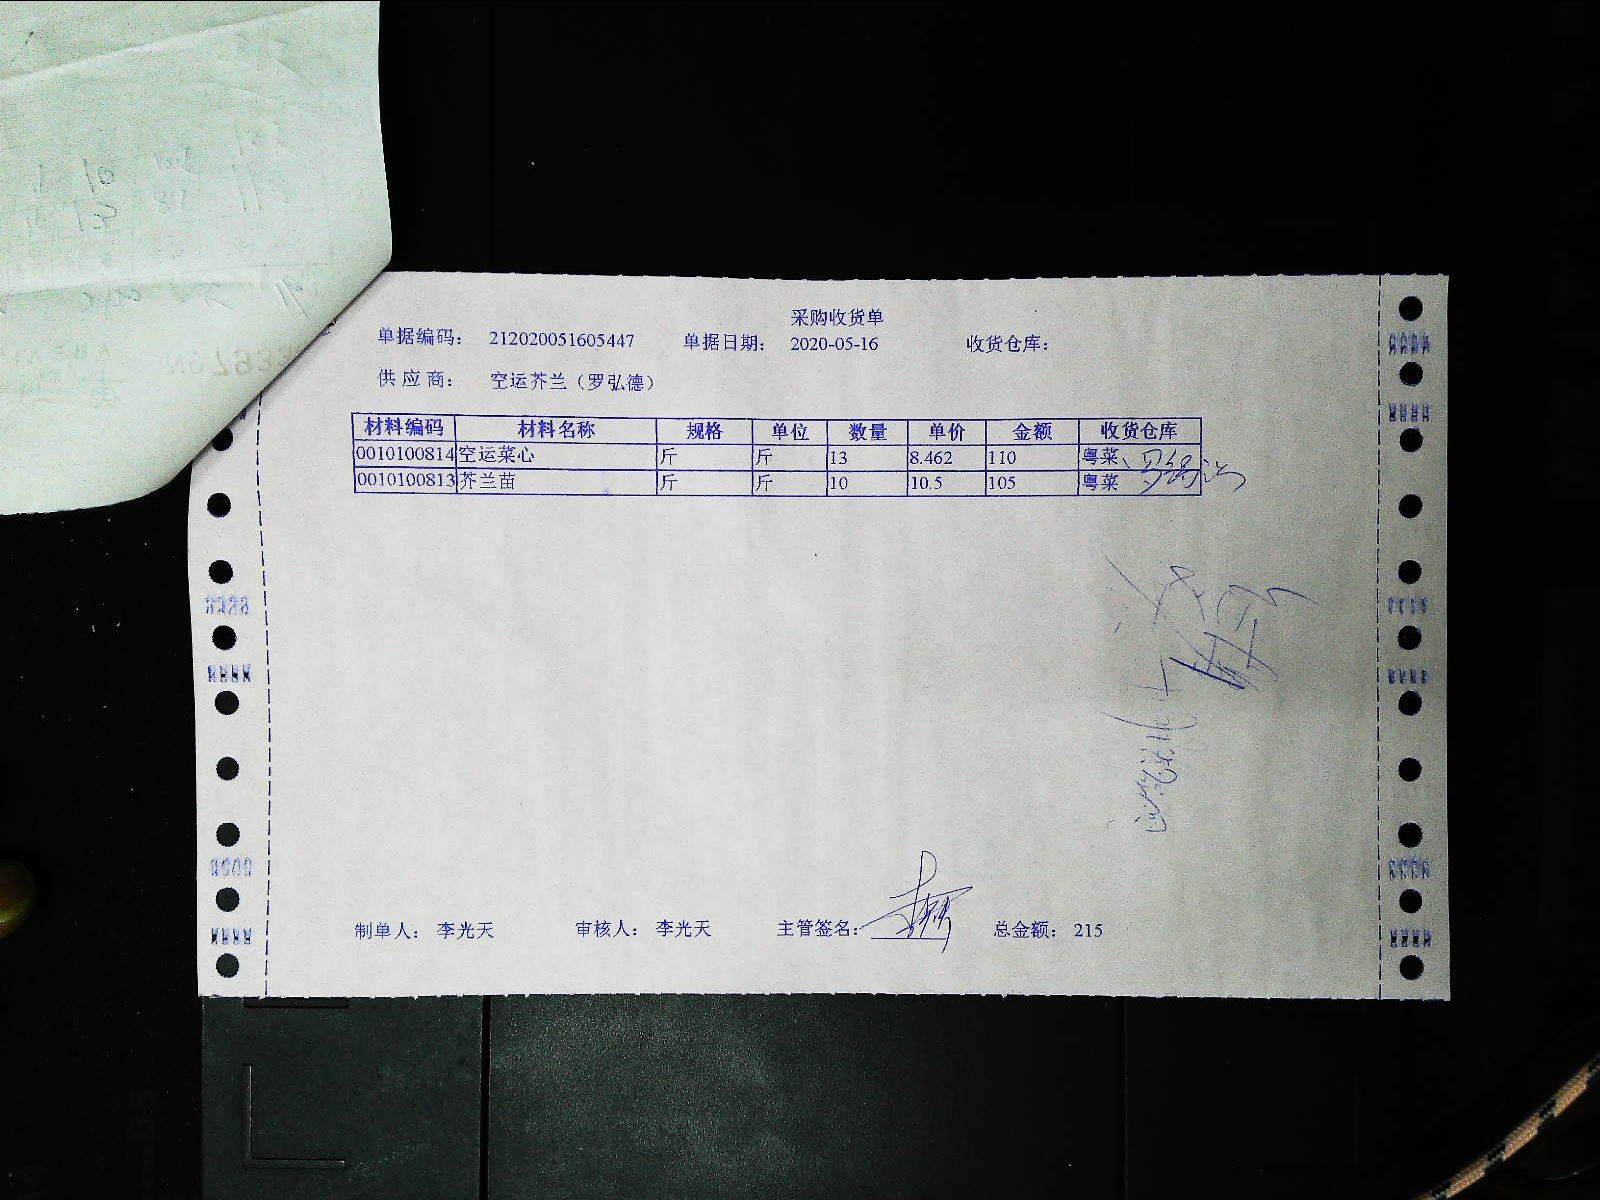 采购收货单
单据编码: 212020051605447 单据日期: 2020-05-16 收货仓库:
供应商: 空运芥兰（罗弘德）
材料编码 材料名称 规格 单位 数量 单价 金额 收货仓库
0010100814 空运菜心 斤 斤 13 8.462 110 粤菜
0010100813 芥兰苗 斤 斤 10 10.5 105 粤菜
制单人: 李光天 审核人: 李光天 主管签名: 总金额: 215